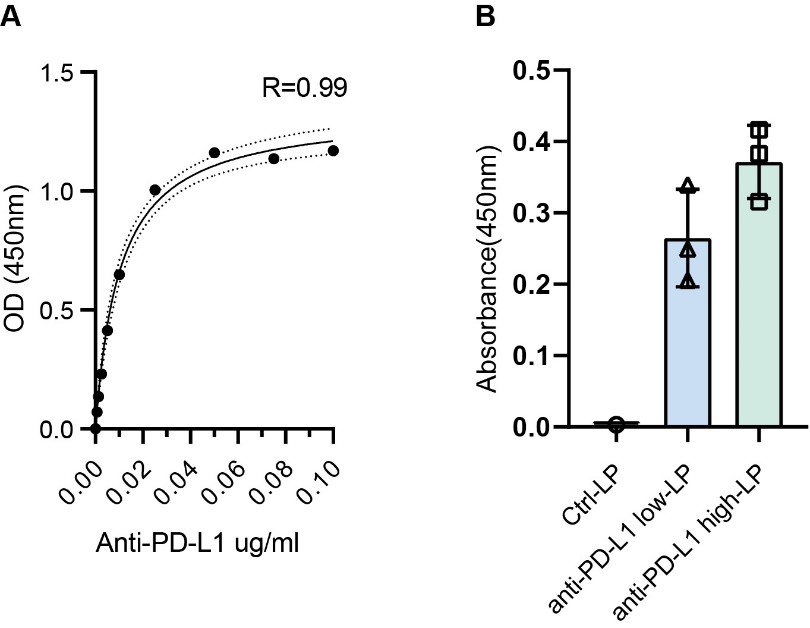 A
R=0.99
OD (450nm)
1.5
1.0
0.5
0.0
0.00
0.02
0.04
0.06
0.08
0.10
Anti-PD-L1 ug/ml
B
Absorbance(450nm)
0.5
0.4
0.3
0.2
0.1
0.0
Ctrl-LP
anti-PD-L1 low-LP
anti-PD-L1 high-LP